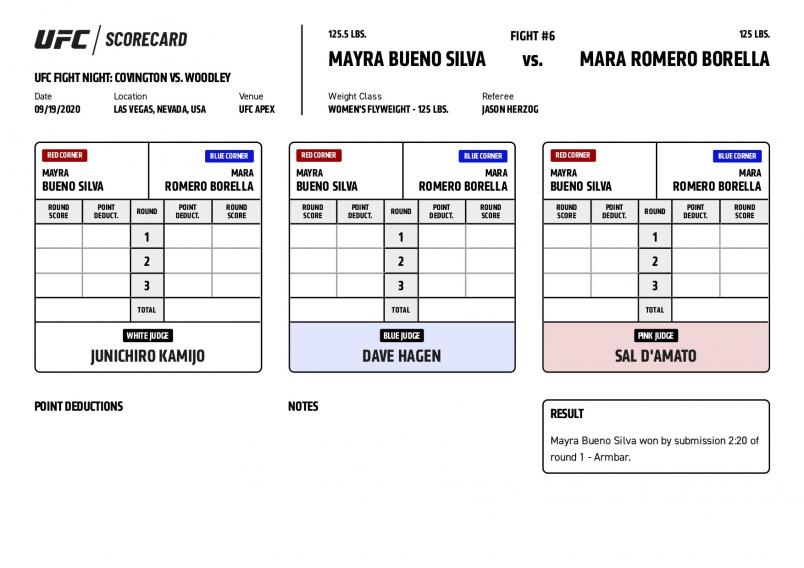 UFC / SCORECARD
UFC FIGHT NIGHT: COVINGTON VS. WOODLEY
Date Location Venue
09/19/2020 LAS VEGAS, NEVADA, USA UFC APEX
125.5 LBS. FIGHT #6 125 LBS.
MAYRA BUENO SILVA vs. MARA ROMERO BORELLA
Weight Class Referee
WOMEN'S FLYWEIGHT - 125 LBS. JASON HERZOG
RED CORNER BLUE CORNER
MAYRA MARA
BUENO SILVA ROMERO BORELLA
ROUND SCORE POINT DEDUCT. ROUND POINT DEDUCT. ROUND SCORE
1
2
3
TOTAL
WHITE JUDGE
JUNICHIRO KAMIJO
RED CORNER BLUE CORNER
MAYRA MARA
BUENO SILVA ROMERO BORELLA
ROUND SCORE POINT DEDUCT. ROUND POINT DEDUCT. ROUND SCORE
1
2
3
TOTAL
BLUE JUDGE
DAVE HAGEN
RED CORNER BLUE CORNER
MAYRA MARA
BUENO SILVA ROMERO BORELLA
ROUND SCORE POINT DEDUCT. ROUND POINT DEDUCT. ROUND SCORE
1
2
3
TOTAL
PINK JUDGE
SAL D'AMATO
POINT DEDUCTIONS
NOTES
RESULT
Mayra Bueno Silva won by submission 2:20 of
round 1 - Armbar.